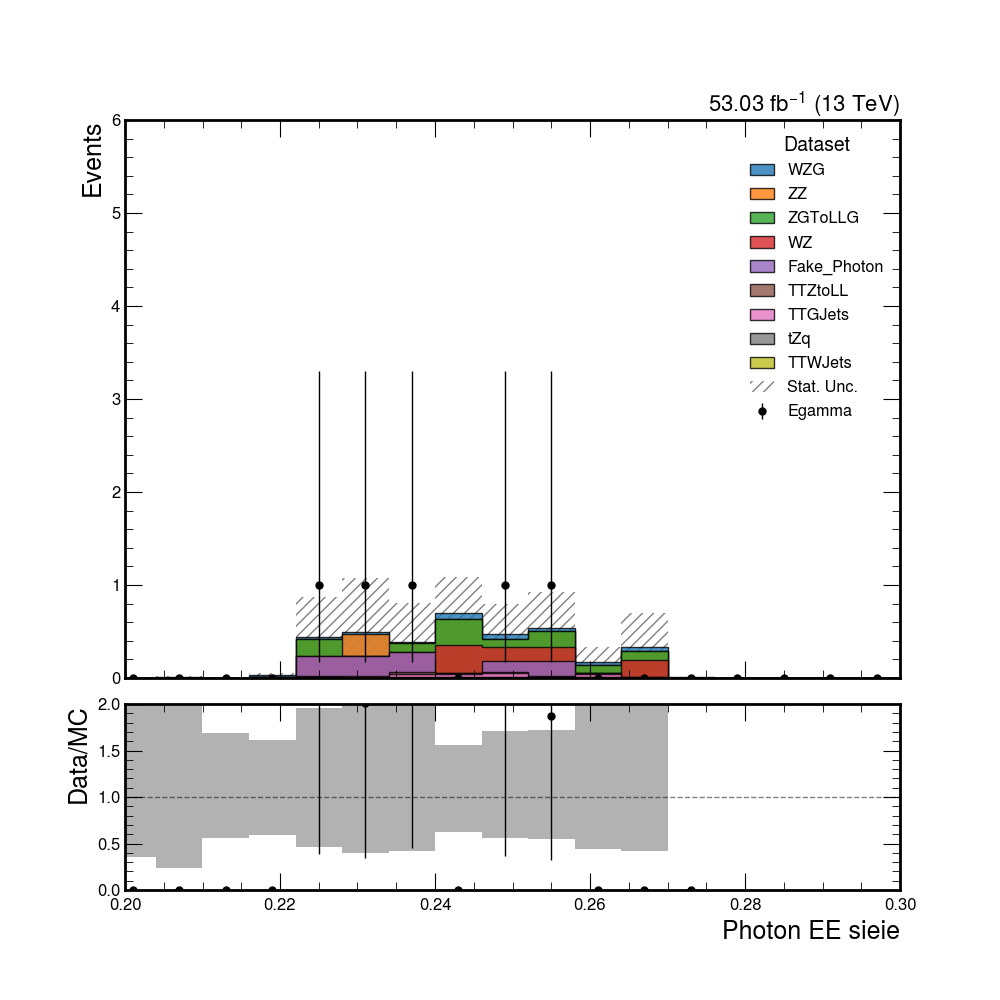 53.03 fb⁻¹ (13 TeV)
Events
6
5
4
3
2
1
0
Dataset
WZG
ZZ
ZGToLLG
WZ
Fake_Photon
TTZtoLL
TTGJets
tZq
TTWJets
Stat. Unc.
Egamma
Data/MC
2.0
1.5
1.0
0.5
0.0
0.20 0.22 0.24 0.26 0.28 0.30
Photon EE sieie